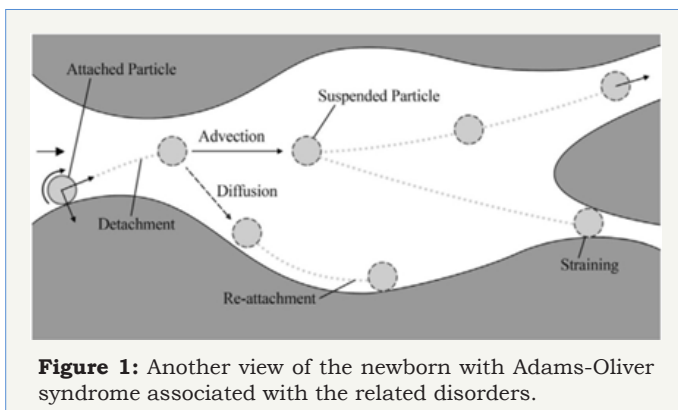 Attached Particle
Suspended Particle
Advection
Diffusion
Detachment
Re-attachment
Straining
Figure 1: Another view of the newborn with Adams-Oliver
syndrome associated with the related disorders.